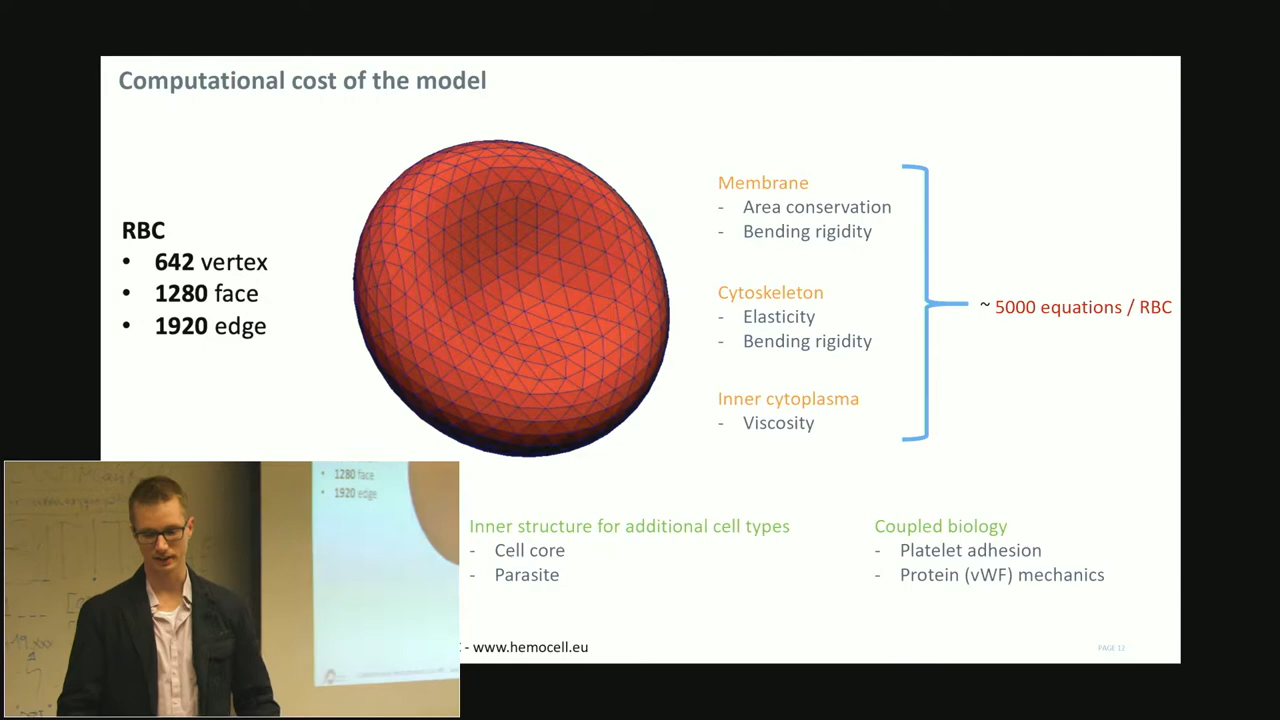 Computational cost of the model
RBC
• 642 vertex
• 1280 face
• 1920 edge
Membrane
- Area conservation
- Bending rigidity
Cytoskeleton
- Elasticity
- Bending rigidity
Inner cytoplasma
- Viscosity
~ 5000 equations / RBC
Inner structure for additional cell types
- Cell core
- Parasite
Coupled biology
- Platelet adhesion
- Protein (vWF) mechanics
- www.hemocell.eu
PAGE 12
• 1280 face
• 1920 edge